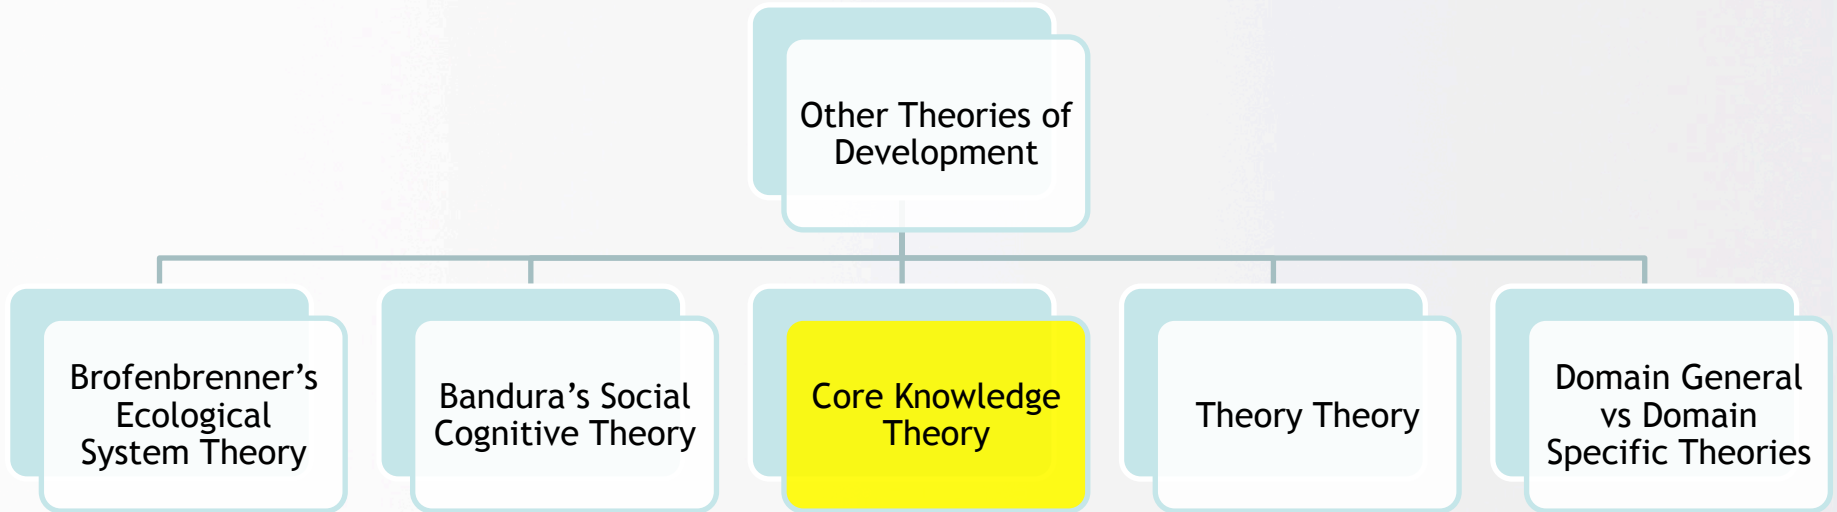 Other Theories of
Development
Brofenbrenner’s
Ecological
System Theory
Bandura’s Social
Cognitive Theory
Core Knowledge
Theory
Theory Theory
Domain General
vs Domain
Specific Theories